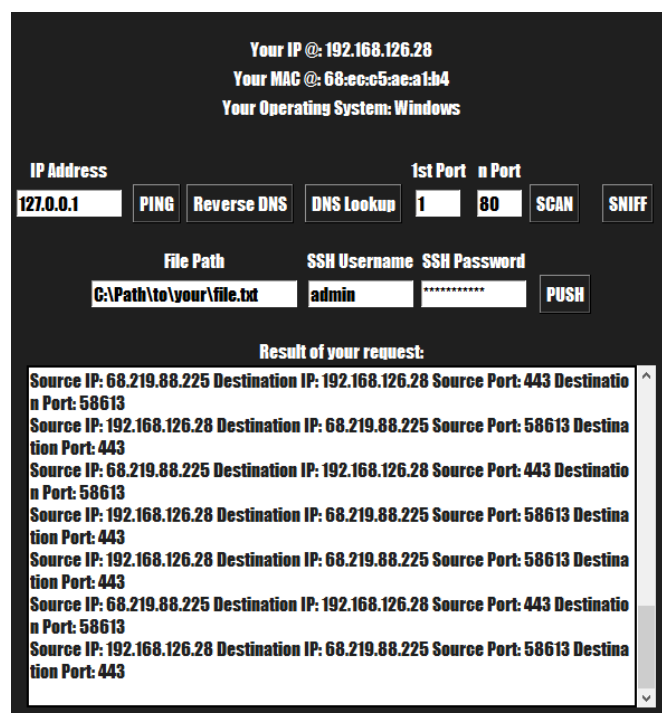 Your IP @: 192.168.126.28
Your MAC @: 68:ec:c5:ae:a1:b4
Your Operating System: Windows
IP Address 1st Port n Port
127.0.0.1 PING Reverse DNS DNS Lookup 1 80 SCAN SNIFF
File Path SSH Username SSH Password
C:\Path\to\your\file.txt admin *********** PUSH
Result of your request:
Source IP: 68.219.88.225 Destination IP: 192.168.126.28 Source Port: 443 Destinatio
n Port: 58613
Source IP: 192.168.126.28 Destination IP: 68.219.88.225 Source Port: 58613 Destina
tion Port: 443
Source IP: 68.219.88.225 Destination IP: 192.168.126.28 Source Port: 443 Destinatio
n Port: 58613
Source IP: 192.168.126.28 Destination IP: 68.219.88.225 Source Port: 58613 Destina
tion Port: 443
Source IP: 192.168.126.28 Destination IP: 68.219.88.225 Source Port: 58613 Destina
tion Port: 443
Source IP: 68.219.88.225 Destination IP: 192.168.126.28 Source Port: 443 Destinatio
n Port: 58613
Source IP: 192.168.126.28 Destination IP: 68.219.88.225 Source Port: 58613 Destina
tion Port: 443